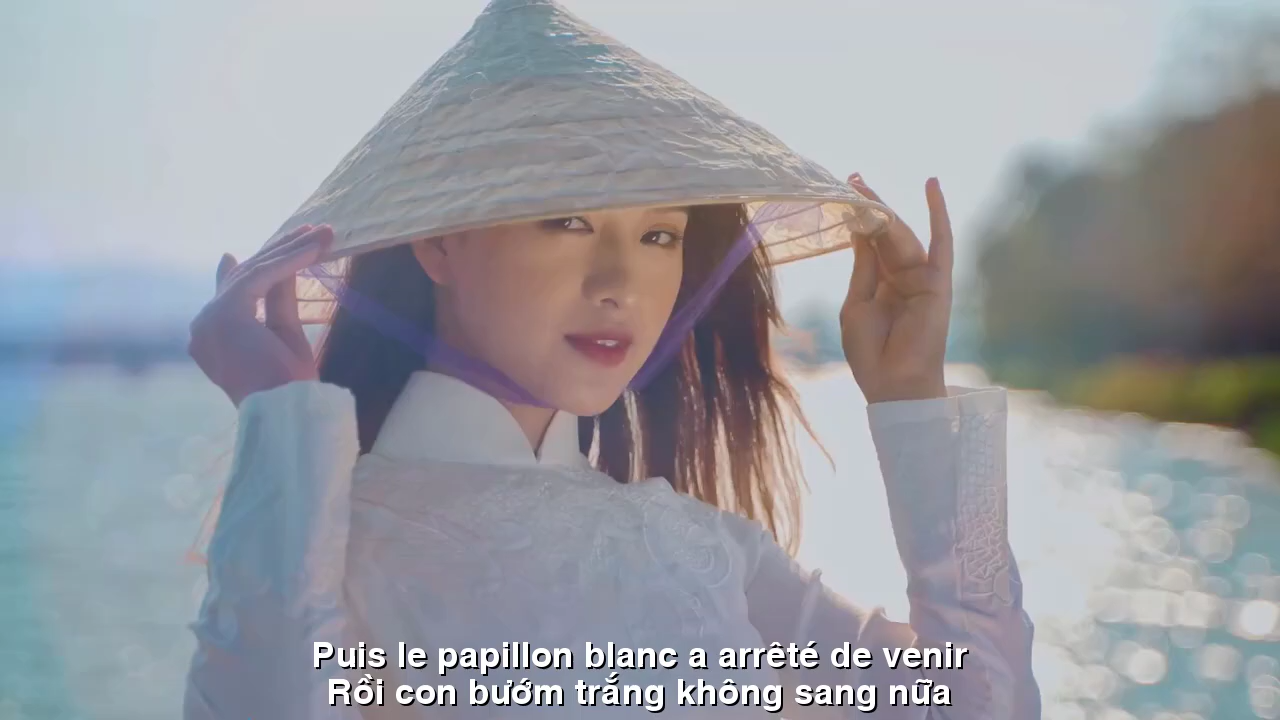 Puis le papillon blanc a arrêté de venir
Rồi con bướm trắng không sang nữa